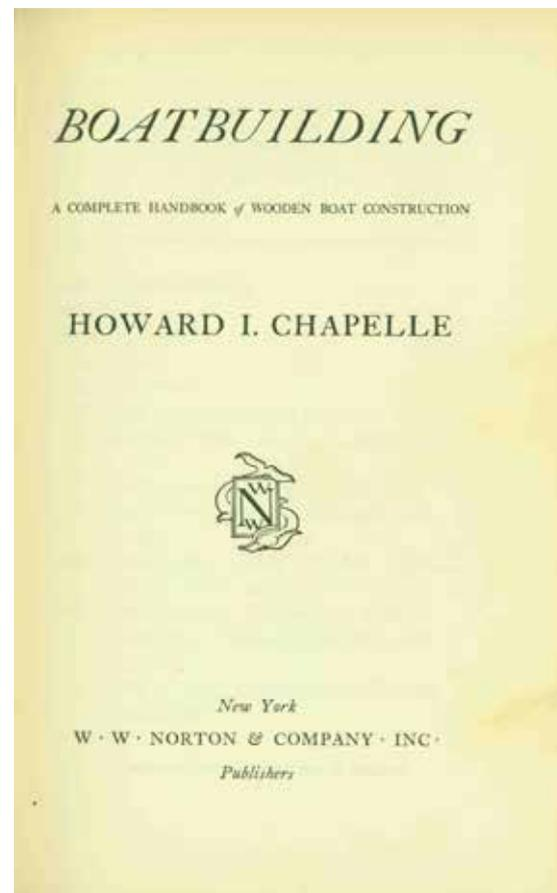 BOATBUILDING
A COMPLETE HANDBOOK of WOODEN BOAT CONSTRUCTION
HOWARD I. CHAPELLE
W
N
W
New York
W · W · NORTON & COMPANY · INC ·
Publishers